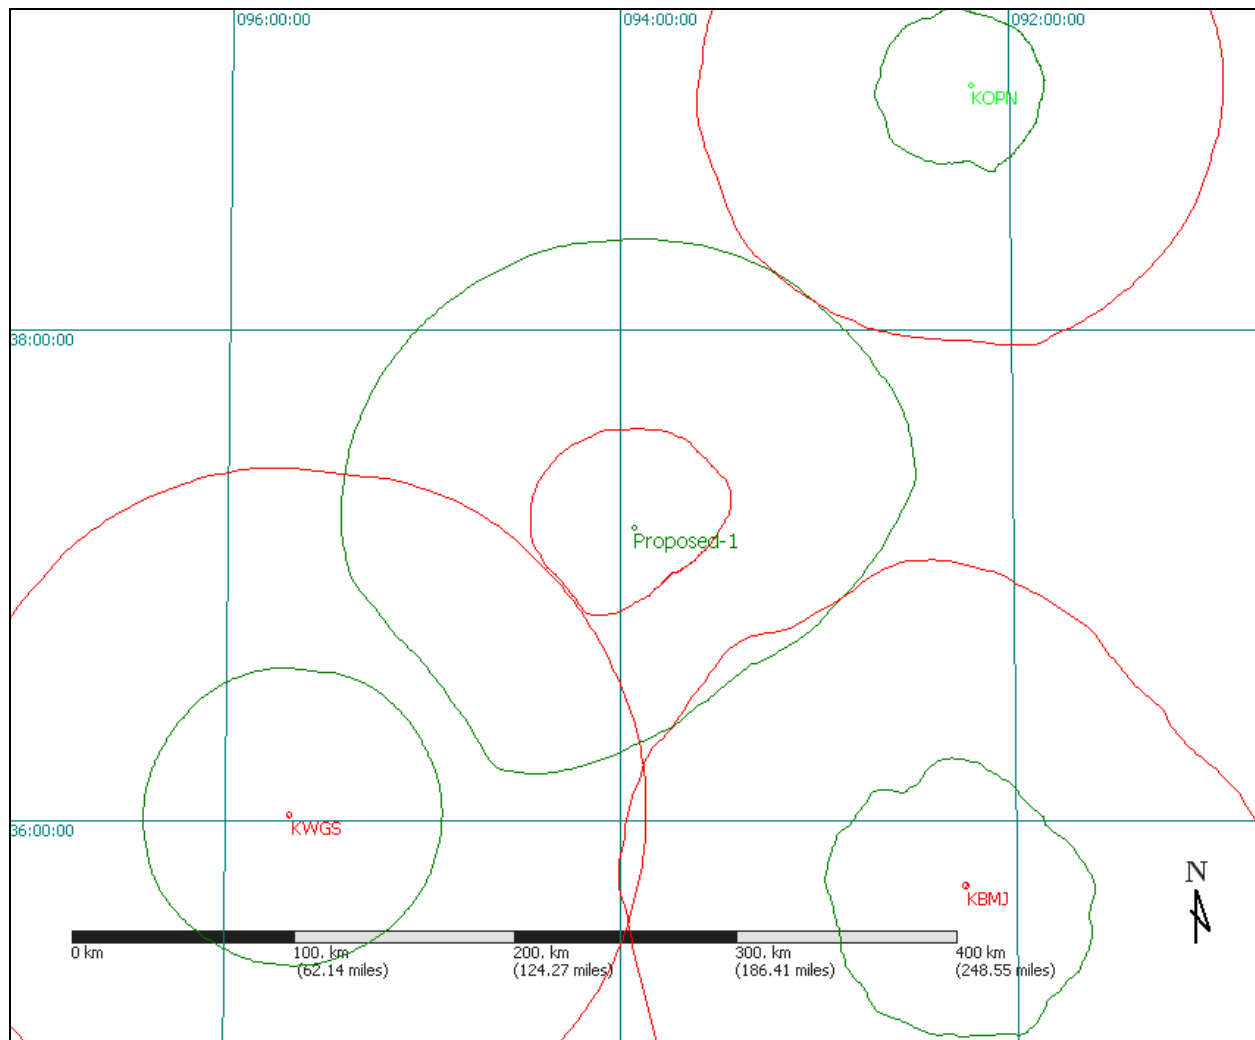 096:00:00
094:00:00
092:00:00
KOPN
38:00:00
Proposed-1
KWGS
36:00:00
KBMJ
N
0 km
100. km
(62.14 miles)
200. km
(124.27 miles)
300. km
(186.41 miles)
400 km
(248.55 miles)